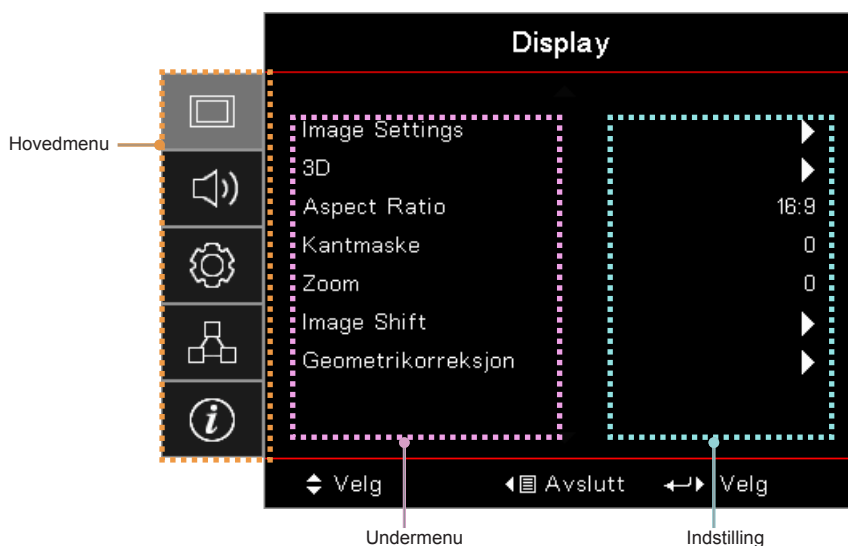 Display
Hovedmenu
Image Settings
3D
Aspect Ratio 16:9
Kantmaske 0
Zoom 0
Image Shift
Geometrikorreksjon
Velg Avslutt Velg
Undermenu Indstilling